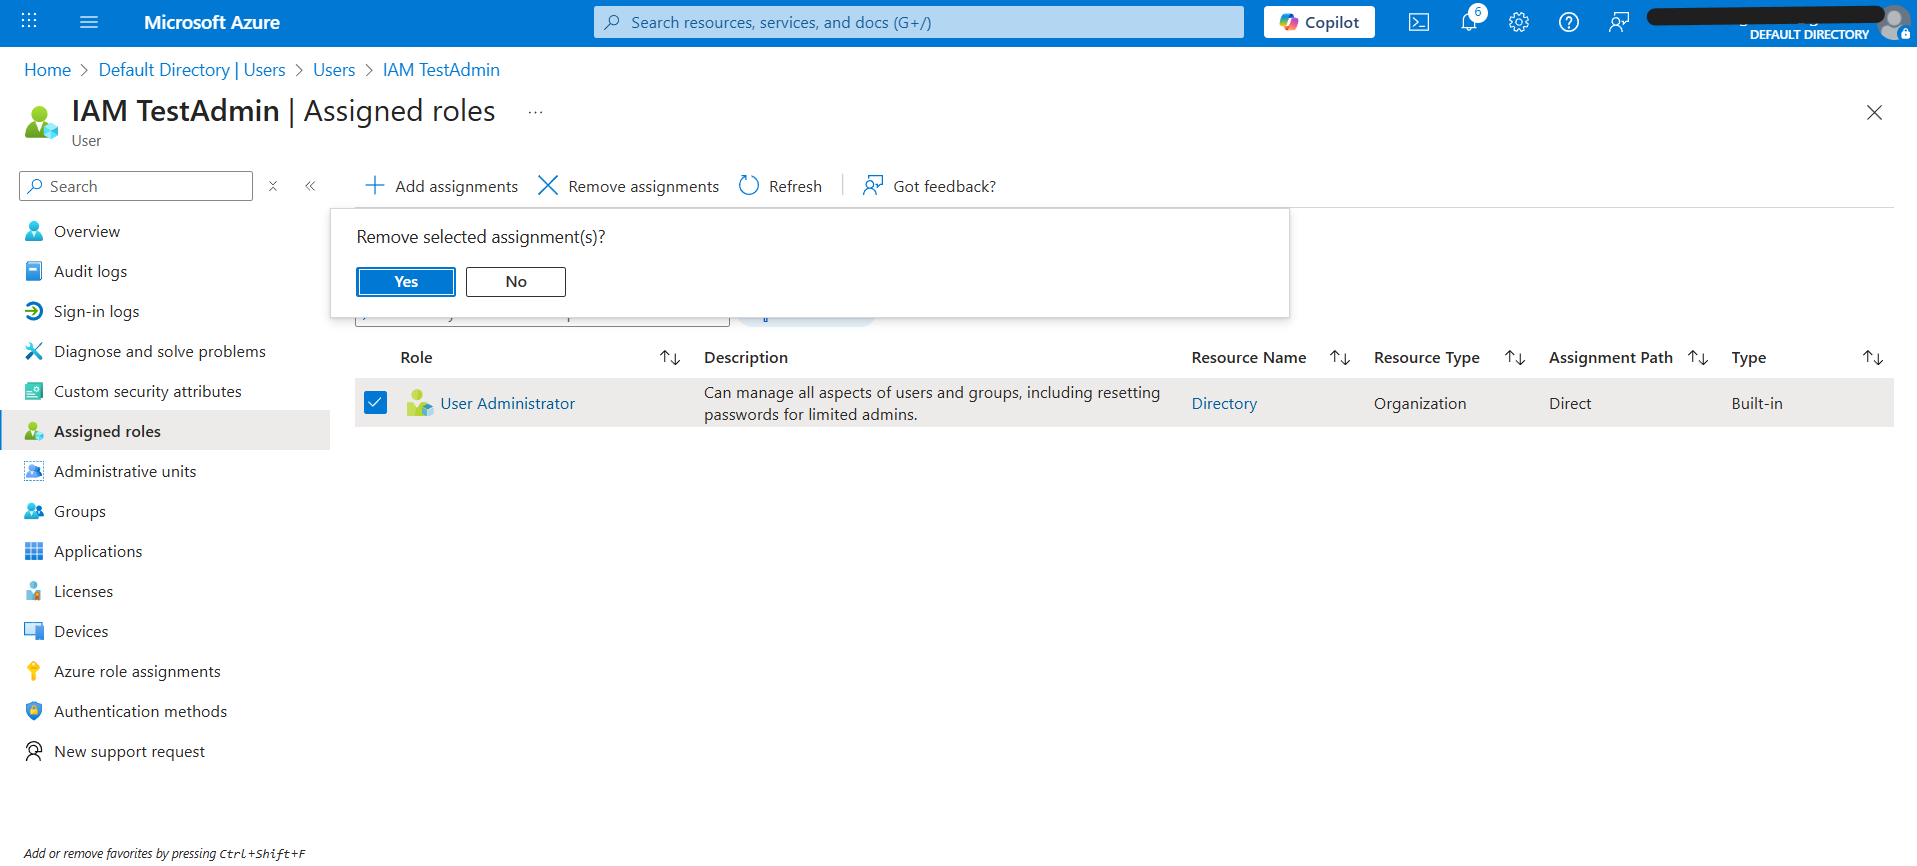 Microsoft Azure
Search resources, services, and docs (G+/)
Copilot
6
DEFAULT DIRECTORY
Home > Default Directory | Users > Users > IAM TestAdmin
IAM TestAdmin | Assigned roles ...
User
Search
Add assignments
Remove assignments
Refresh
Got feedback?
Remove selected assignment(s)?
Yes
No
Overview
Audit logs
Sign-in logs
Diagnose and solve problems
Custom security attributes
Assigned roles
Administrative units
Groups
Applications
Licenses
Devices
Azure role assignments
Authentication methods
New support request
Role Description Resource Name Resource Type Assignment Path Type
User Administrator
Can manage all aspects of users and groups, including resetting
passwords for limited admins.
Directory Organization Direct Built-in
Add or remove favorites by pressing Ctrl+Shift+F